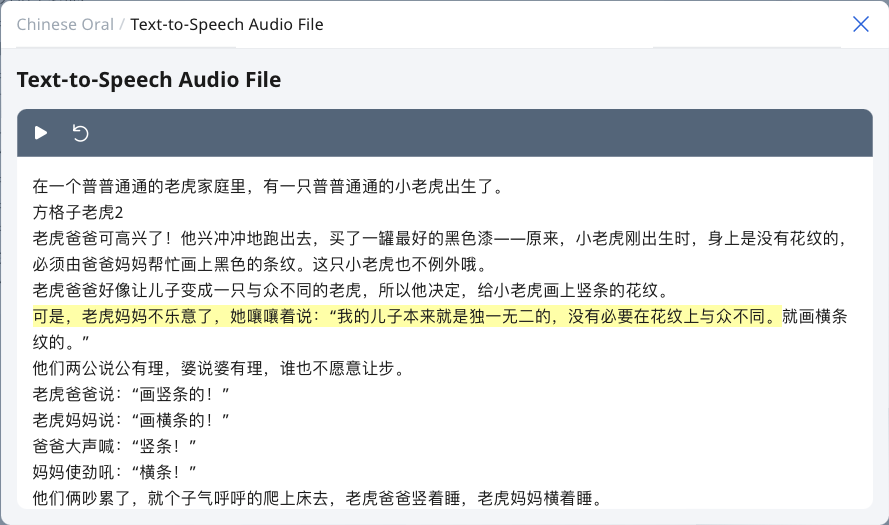 Chinese Oral / Text-to-Speech Audio File
Text-to-Speech Audio File
在一个普普通通的老虎家庭里，有一只普普通通的小老虎出生了。
方格子老虎2
老虎爸爸可高兴了！他兴冲冲地跑出去，买了一罐最好的黑色漆——原来，小老虎刚出生时，身上是没有花纹的，
必须由爸爸妈妈帮忙画上黑色的条纹。这只小老虎也不例外哦。
老虎爸爸好像让儿子变成一只与众不同的老虎，所以他决定，给小老虎画上竖条的花纹。
可是，老虎妈妈不乐意了，她嚷嚷着说：“我的儿子本来就是独一无二的，没有必要在花纹上与众不同。就画横条
纹的。”
他们两公说公有理，婆说婆有理，谁也不愿意让步。
老虎爸爸说：“画竖条的！”
老虎妈妈说：“画横条的！”
爸爸大声喊：“竖条！”
妈妈使劲吼：“横条！”
他们俩吵累了，就个子气呼呼的爬上床去，老虎爸爸竖着睡，老虎妈妈横着睡。